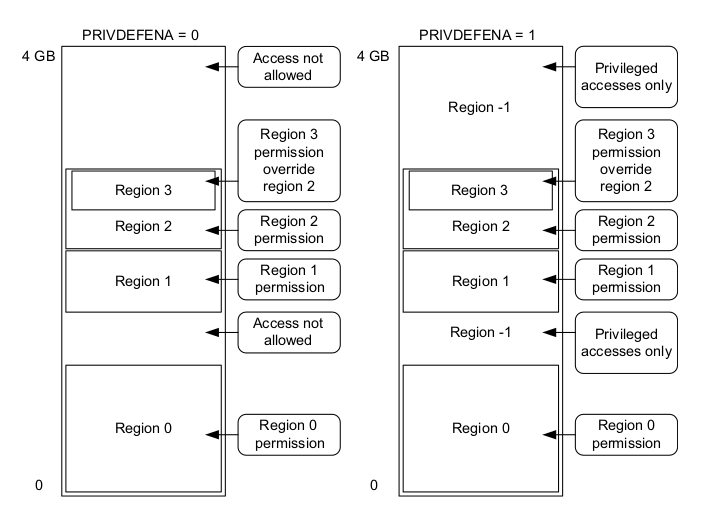 PRIVDEFENA = 0
4 GB
Access not
allowed
Region 3
permission
override
region 2
Region 3
Region 2
Region 2
permission
Region 1
Region 1
permission
Access not
allowed
Region 0
Region 0
permission
0
PRIVDEFENA = 1
4 GB
Privileged
accesses only
Region -1
Region 3
permission
override
region 2
Region 3
Region 2
Region 2
permission
Region 1
Region 1
permission
Region -1
Privileged
accesses only
Region 0
Region 0
permission
0